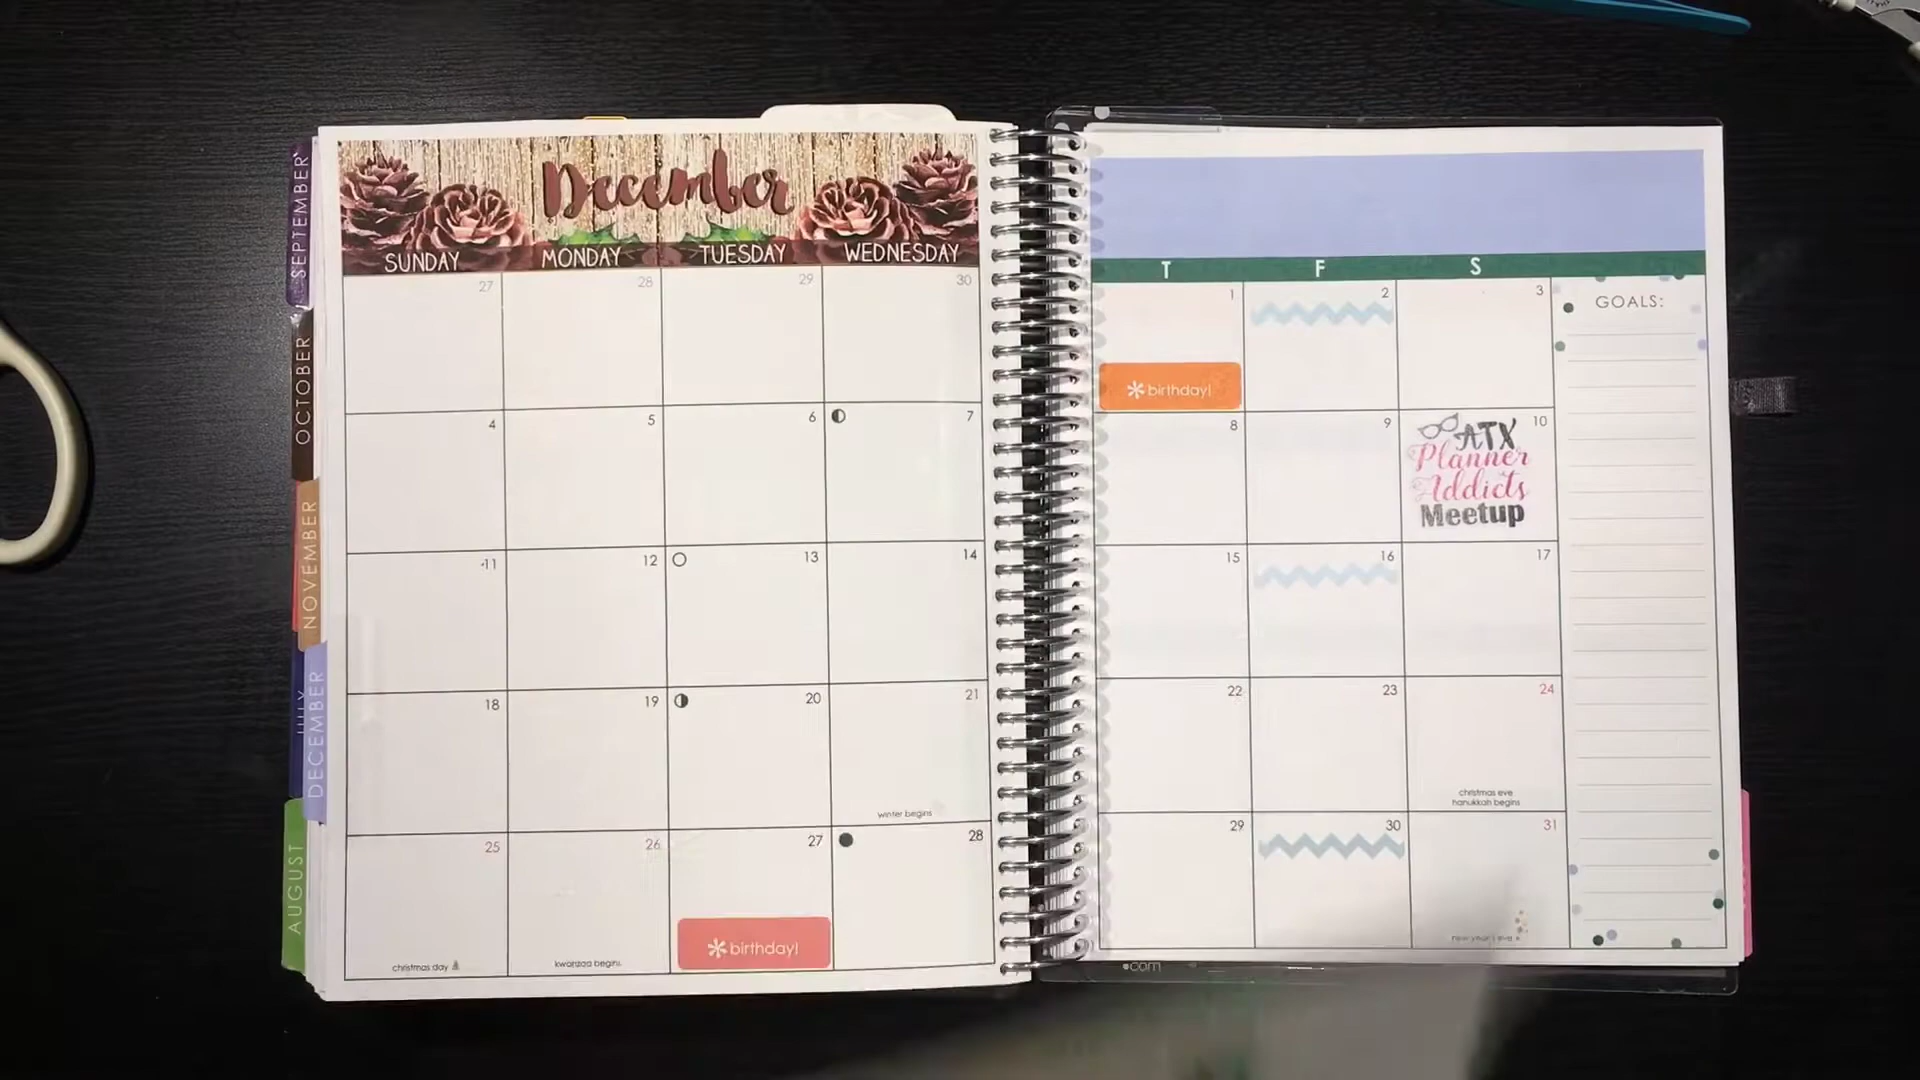 SEPTEMBER
OCTOBER
NOVEMBER
JULY
DECEMBER
AUGUST
December
SUNDAY MONDAY TUESDAY WEDNESDAY
27 28 29 30
4 5 6 7
11 12 13 14
18 19 20 21
winter begins
25 26 27 28
christmas day
kwanzaa begins
*birthday!
T F S
GOALS:
1 2 3
*birthday!
8 9 10
ATX
Planner
Addicts
Meetup
15 16 17
22 23 24
christmas eve
hanukkah begins
29 30 31
new year's eve
.com